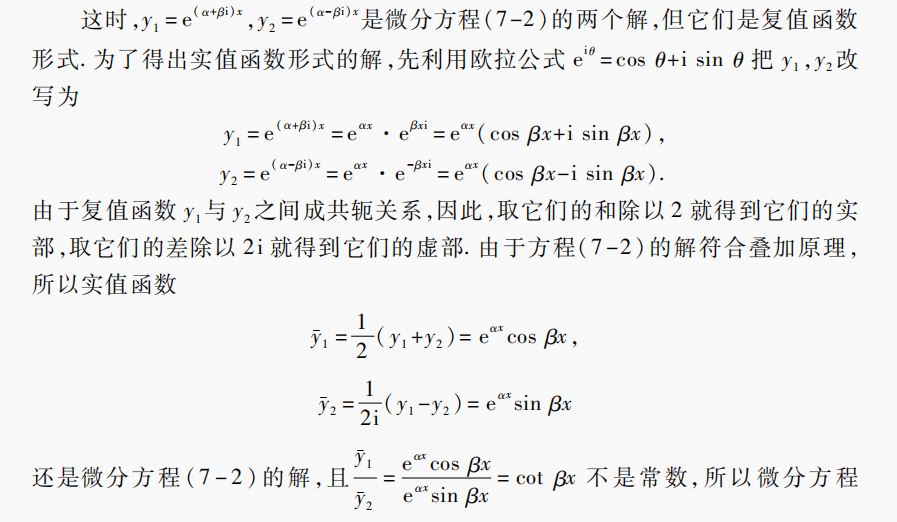 这时,y₁=e^(α+βi)x,y₂=e^(α-βi)x是微分方程(7-2)的两个解,但它们是复值函数
形式.为了得出实值函数形式的解,先利用欧拉公式 e^iθ=cos θ+i sin θ 把 y₁,y₂改
写为
y₁=e^(α+βi)x=e^αx·e^βxi=e^αx(cos βx+i sin βx),
y₂=e^(α-βi)x=e^αx·e^-βxi=e^αx(cos βx-i sin βx).
由于复值函数 y₁与 y₂之间成共轭关系,因此,取它们的和除以 2 就得到它们的实
部,取它们的差除以 2i 就得到它们的虚部.由于方程(7-2)的解符合叠加原理,
所以实值函数
ȳ₁=1/2(y₁+y₂)=e^αx cos βx,
ȳ₂=1/2i(y₁-y₂)=e^αx sin βx
还是微分方程(7-2)的解,且ȳ₁/ȳ₂=e^αx cos βx/e^αx sin βx=cot βx 不是常数,所以微分方程